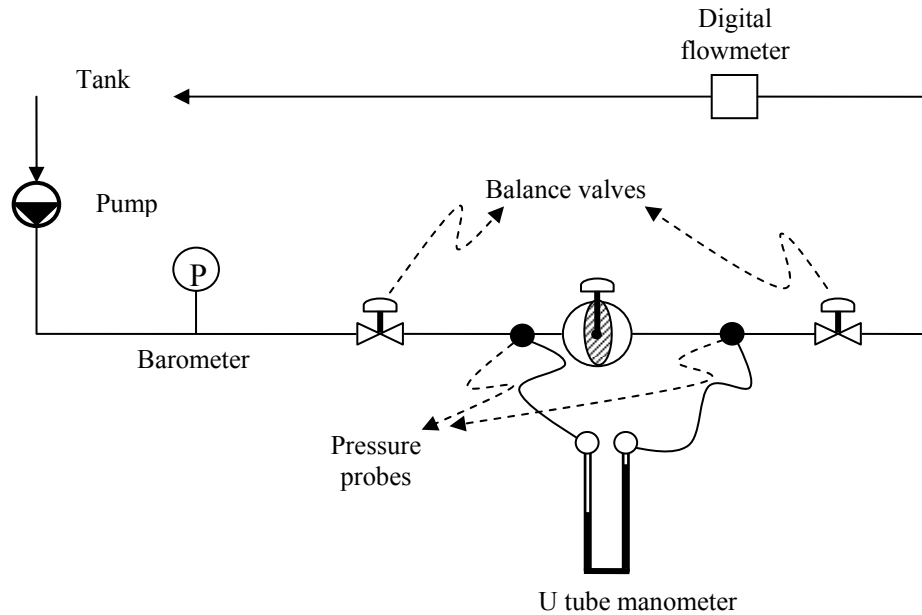 Digital
flowmeter
Tank
Balance valves
Pump
P
Barometer
Pressure
probes
U tube manometer